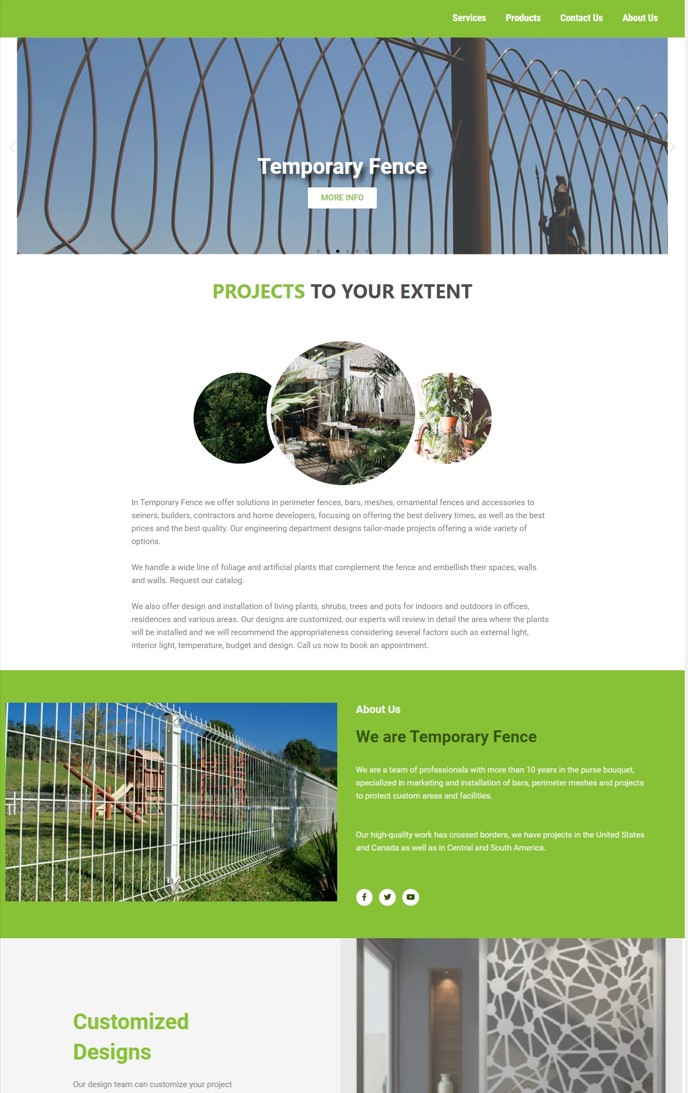 Services Products Contact Us About Us
Temporary Fence
MORE INFO
PROJECTS TO YOUR EXTENT
In Temporary Fence we offer solutions in perimeter fences, bars, meshes, ornamental fences and accessories to
seiners, builders, contractors and home developers, focusing on offering the best delivery times, as well as the best
prices and the best quality. Our engineering department designs tailor-made projects offering a wide variety of
options.
We handle a wide line of foliage and artificial plants that complement the fence and embellish their spaces, walls
and walls. Request our catalog.
We also offer design and installation of living plants, shrubs, trees and pots for indoors and outdoors in offices,
residences and various areas. Our designs are customized, our experts will review in detail the area where the plants
will be installed and we will recommend the appropriateness considering several factors such as external light,
interior light, temperature, budget and design. Call us now to book an appointment.
About Us
We are Temporary Fence
We are a team of professionals with more than 10 years in the purse bouquet,
specialized in marketing and installation of bars, perimeter meshes and projects
to protect custom areas and facilities.
Our high-quality work has crossed borders, we have projects in the United States
and Canada as well as in Central and South America.
Customized
Designs
Our design team can customize your project